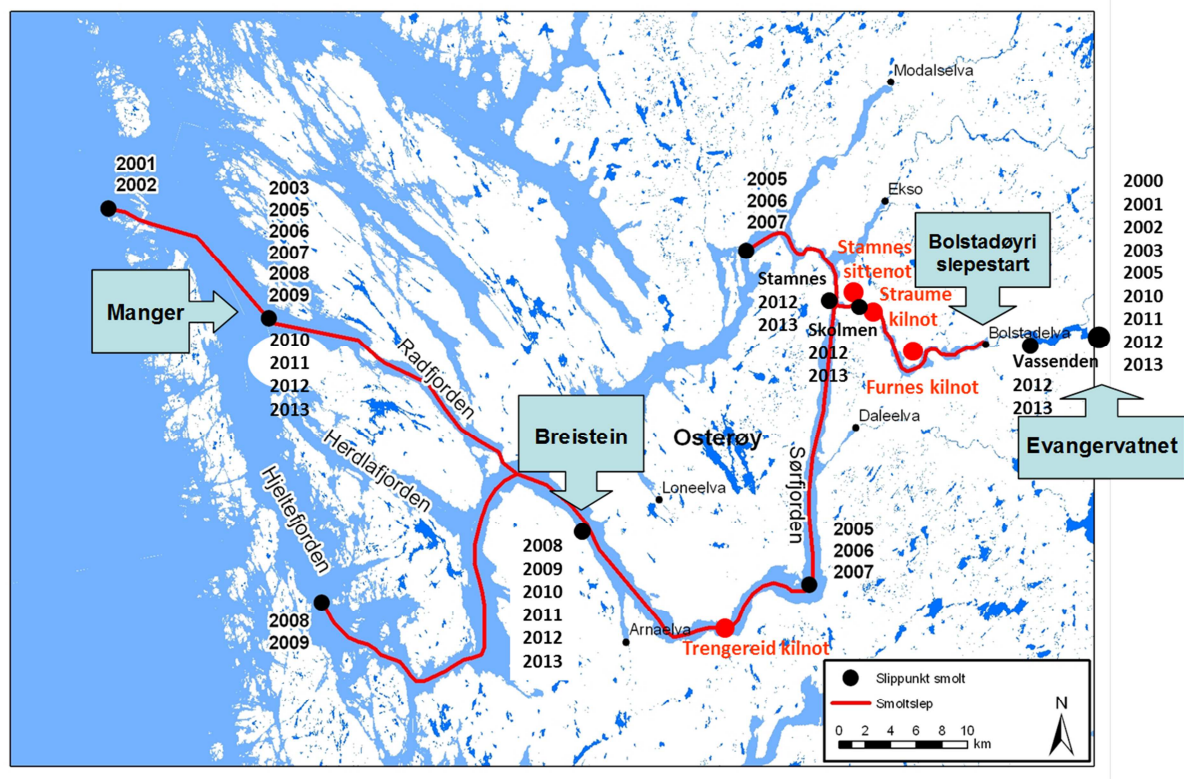 Modalselva
2001
2002
2003
2005
2006
2007
2008
2009
2005
2006
2007
Ekso
2000
2001
2002
2003
2005
2010
2011
2012
2013
Bolstadøyri
slepestart
Stamnes
sittenot
Straume
kilnot
Stamnes
2012
2013
Manger
Skolmen
2012
2013
Bolstadelva
Vassenden
2012
2013
2010
2011
2012
2013
Radfjorden
Furnes kilnot
Breistein
Osterøy
Daleelva
Evangervatnet
Herdlafjorden
Hjeltefjorden
Loneelva
Sørfjorden
2005
2006
2007
2008
2009
2010
2011
2012
2013
2008
2009
Arnaelva
Trengereid kilnot
Slippunkt smolt
Smoltslep
N
0 2 4 6 8 10
km